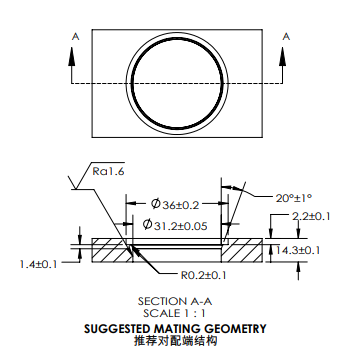 A A
Ra1.6
Ø36±0.2
20°±1°
Ø31.2±0.05
2.2±0.1
14.3±0.1
1.4±0.1
R0.2±0.1
SECTION A-A
SCALE 1 : 1
SUGGESTED MATING GEOMETRY
推荐对配端结构